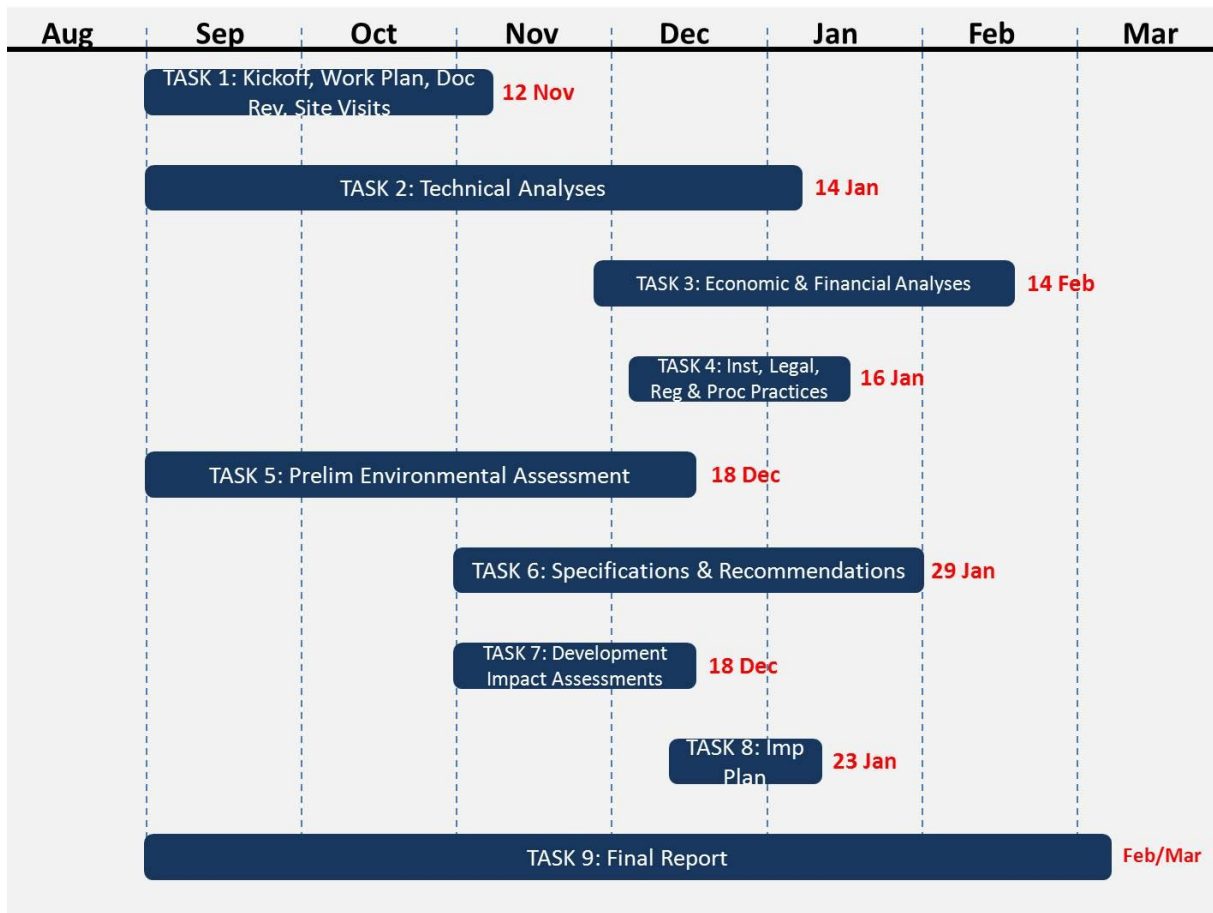 Aug Sep Oct Nov Dec Jan Feb Mar
TASK 1: Kickoff, Work Plan, Doc
Rev, Site Visits
12 Nov
TASK 2: Technical Analyses
14 Jan
TASK 3: Economic & Financial Analyses
14 Feb
TASK 4: Inst, Legal,
Reg & Proc Practices
16 Jan
TASK 5: Prelim Environmental Assessment
18 Dec
TASK 6: Specifications & Recommendations
29 Jan
TASK 7: Development
Impact Assessments
18 Dec
TASK 8: Imp
Plan
23 Jan
TASK 9: Final Report
Feb/Mar